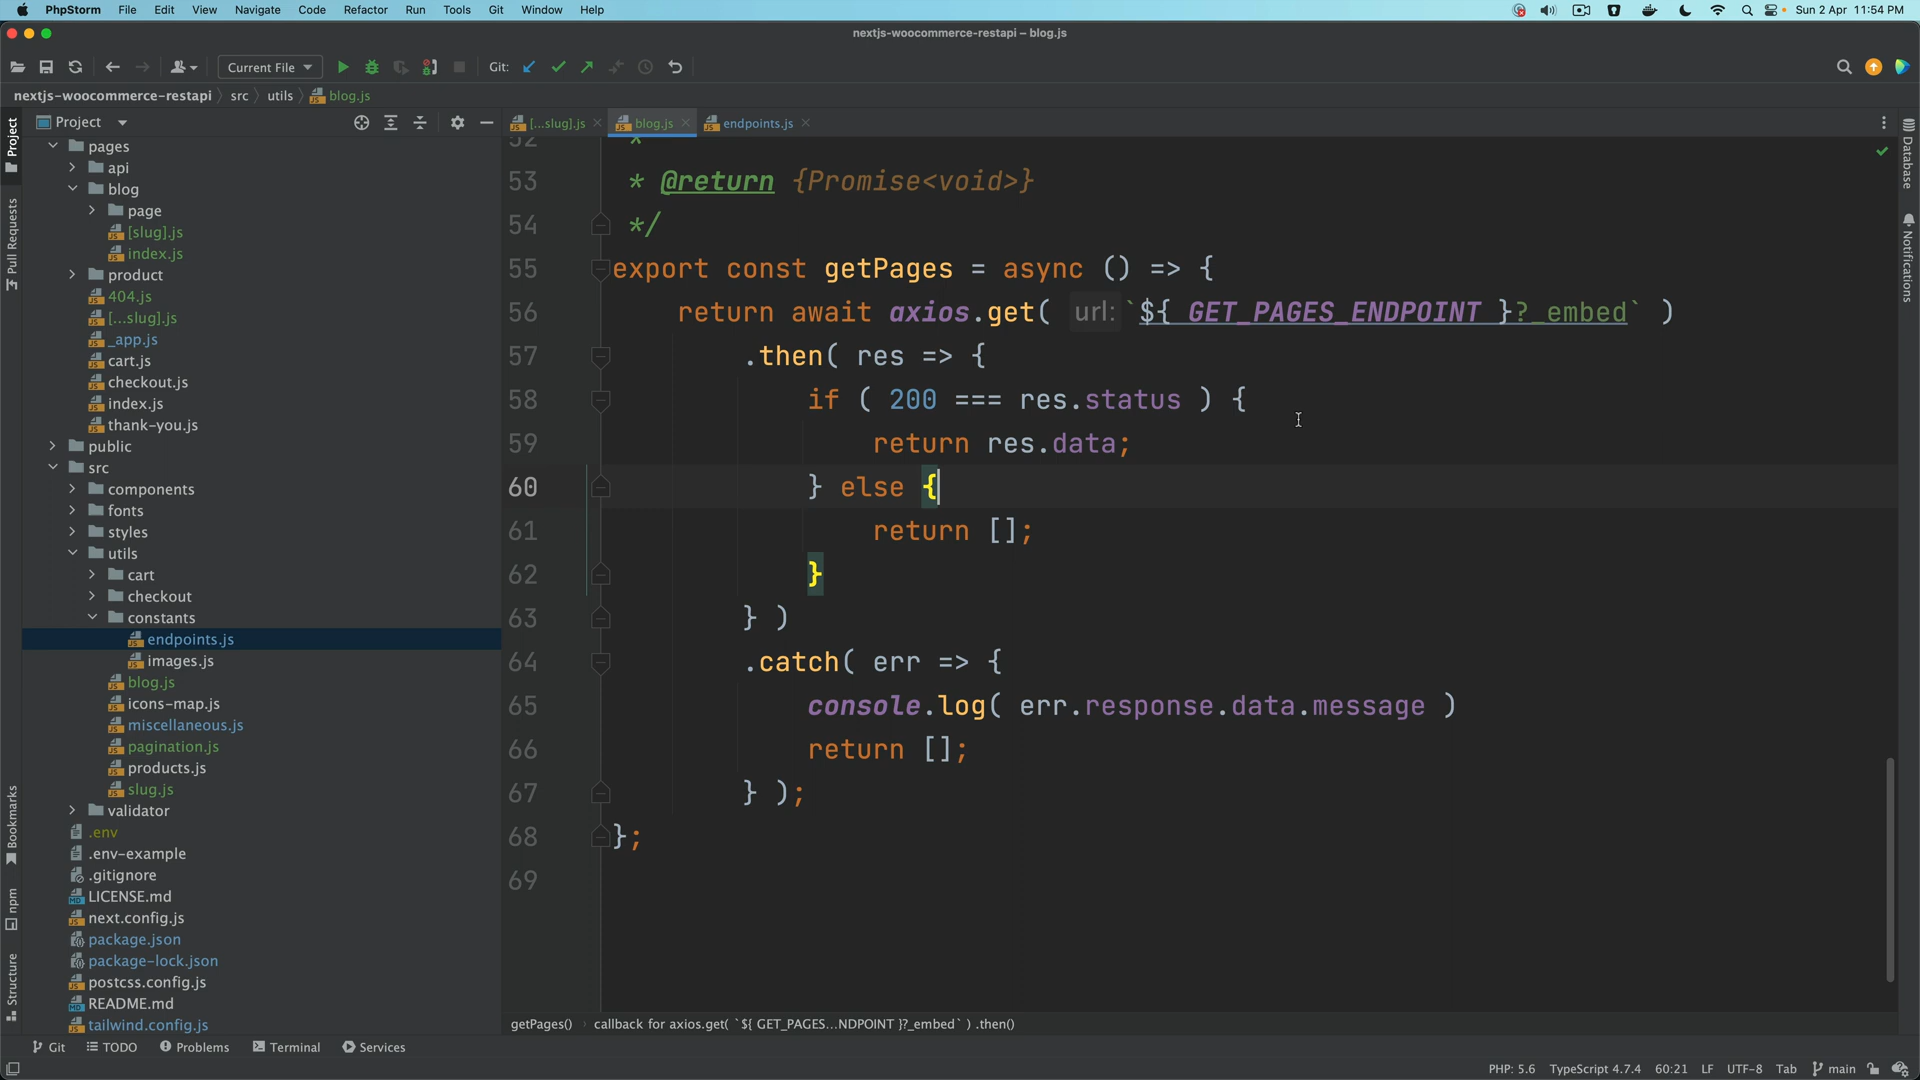 PhpStorm File Edit View Navigate Code Refactor Run Tools Git Window Help Sun 2 Apr 11:54 PM
nextjs-woocommerce-restapi – blog.js
Current File Git:
nextjs-woocommerce-restapi src utils blog.js
Project
[...slug].js blog.js endpoints.js
pages
api
blog
page
[slug].js
index.js
product
404.js
[...slug].js
_app.js
cart.js
checkout.js
index.js
thank-you.js
public
src
components
fonts
styles
utils
cart
checkout
constants
endpoints.js
images.js
blog.js
icons-map.js
miscellaneous.js
pagination.js
products.js
slug.js
validator
.env
.env-example
.gitignore
LICENSE.md
next.config.js
package.json
package-lock.json
postcss.config.js
README.md
tailwind.config.js
Project
Pull Requests
Bookmarks
npm
Structure
52 *
53 * @return {Promise<void>}
54 */
55 export const getPages = async () => {
56 return await axios.get( url: `${ GET_PAGES_ENDPOINT }?_embed` )
57 .then( res => {
58 if ( 200 === res.status ) {
59 return res.data;
60 } else {
61 return [];
62 }
63 } )
64 .catch( err => {
65 console.log( err.response.data.message )
66 return [];
67 } );
68 };
69
Database
Notifications
getPages() callback for axios.get( `${ GET_PAGES...NDPOINT }?_embed` ) .then()
Git TODO Problems Terminal Services
PHP: 5.6 TypeScript 4.7.4 60:21 LF UTF-8 Tab main